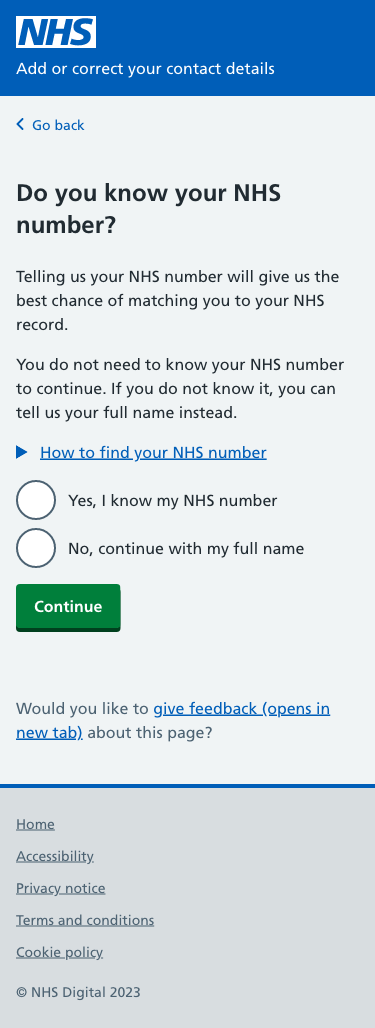 NHS
Add or correct your contact details
Go back
Do you know your NHS
number?
Telling us your NHS number will give us the
best chance of matching you to your NHS
record.
You do not need to know your NHS number
to continue. If you do not know it, you can
tell us your full name instead.
How to find your NHS number
Yes, I know my NHS number
No, continue with my full name
Continue
Would you like to give feedback (opens in
new tab) about this page?
Home
Accessibility
Privacy notice
Terms and conditions
Cookie policy
© NHS Digital 2023